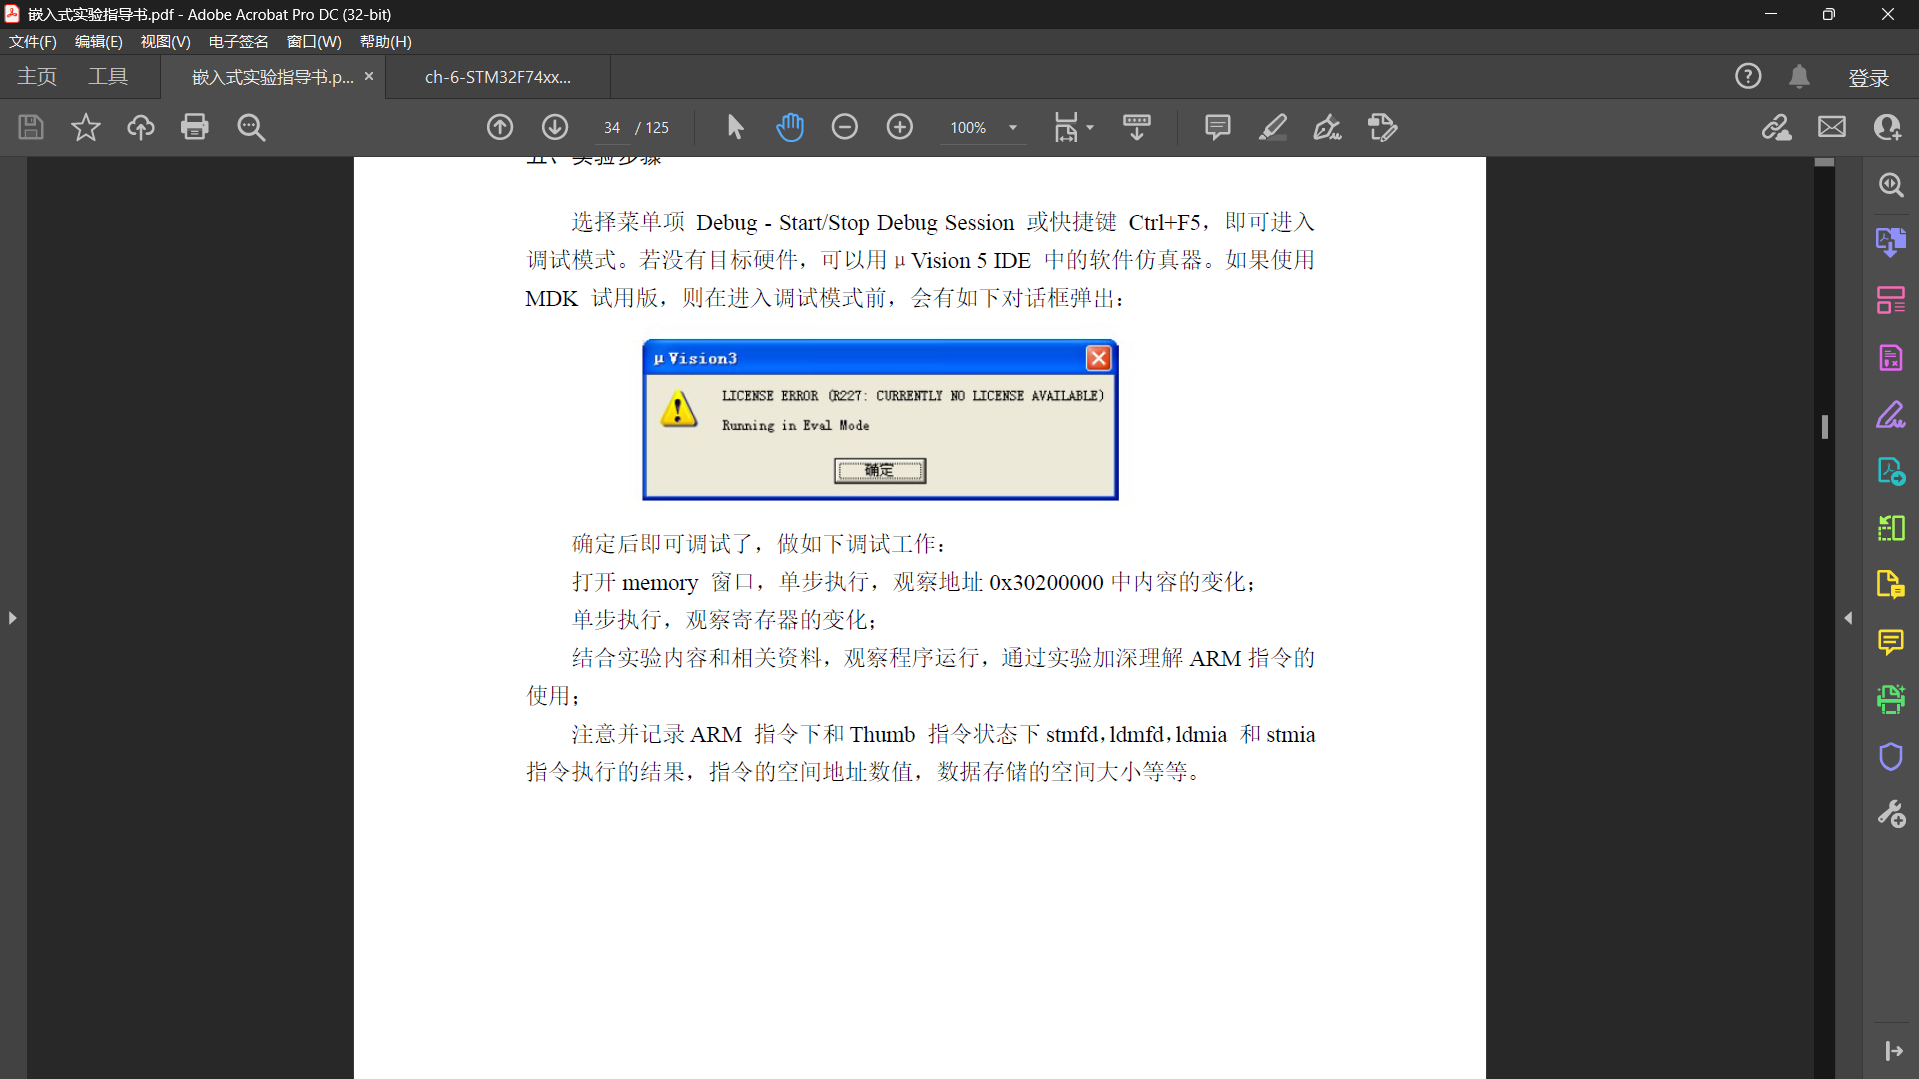 嵌入式实验指导书.pdf - Adobe Acrobat Pro DC (32-bit)
文件(F) 编辑(E) 视图(V) 电子签名 窗口(W) 帮助(H)
主页 工具 嵌入式实验指导书.p... × ch-6-STM32F74xx... 登录
34 / 125 100%
五、实验步骤
选择菜单项 Debug - Start/Stop Debug Session 或快捷键 Ctrl+F5，即可进入
调试模式。若没有目标硬件，可以用 μ Vision 5 IDE 中的软件仿真器。如果使用
MDK 试用版，则在进入调试模式前，会有如下对话框弹出：
μVision3
LICENSE ERROR (R227: CURRENTLY NO LICENSE AVAILABLE)
Running in Eval Mode
确定
确定后即可调试了，做如下调试工作：
打开 memory 窗口，单步执行，观察地址 0x30200000 中内容的变化；
单步执行，观察寄存器的变化；
结合实验内容和相关资料，观察程序运行，通过实验加深理解 ARM 指令的
使用；
注意并记录 ARM 指令下和 Thumb 指令状态下 stmfd，ldmfd，ldmia 和 stmia
指令执行的结果，指令的空间地址数值，数据存储的空间大小等等。